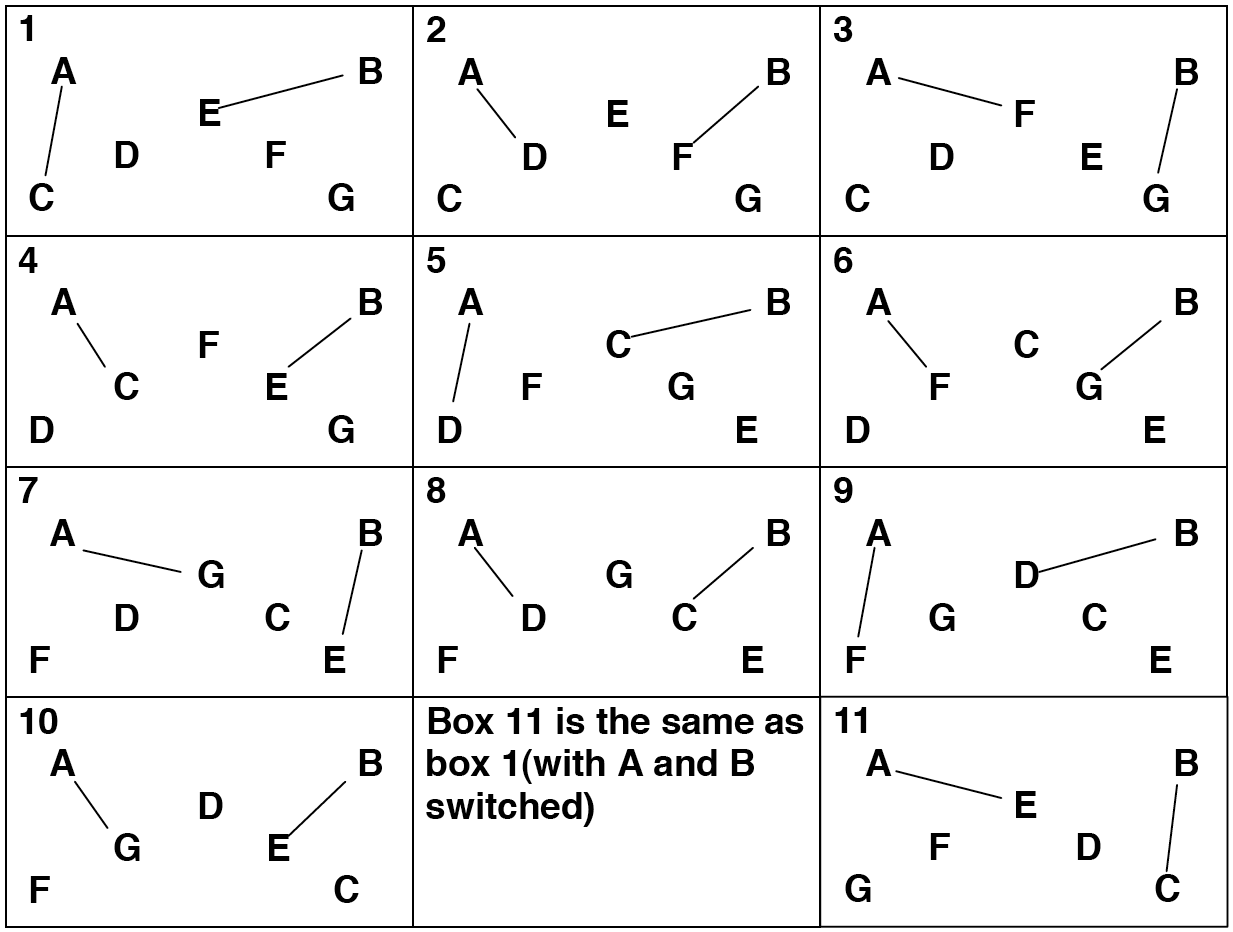 1
A B
E
D F
C G
2
A B
E
D F
C G
3
A B
F
D E
C G
4
A B
F
C E
D G
5
A B
C
F G
D E
6
A B
C
F G
D E
7
A B
G
D C
F E
8
A B
G
D C
F E
9
A B
D
G C
F E
10
A B
D
G E
F C
Box 11 is the same as
box 1(with A and B
switched)
11
A B
E
F D
G C